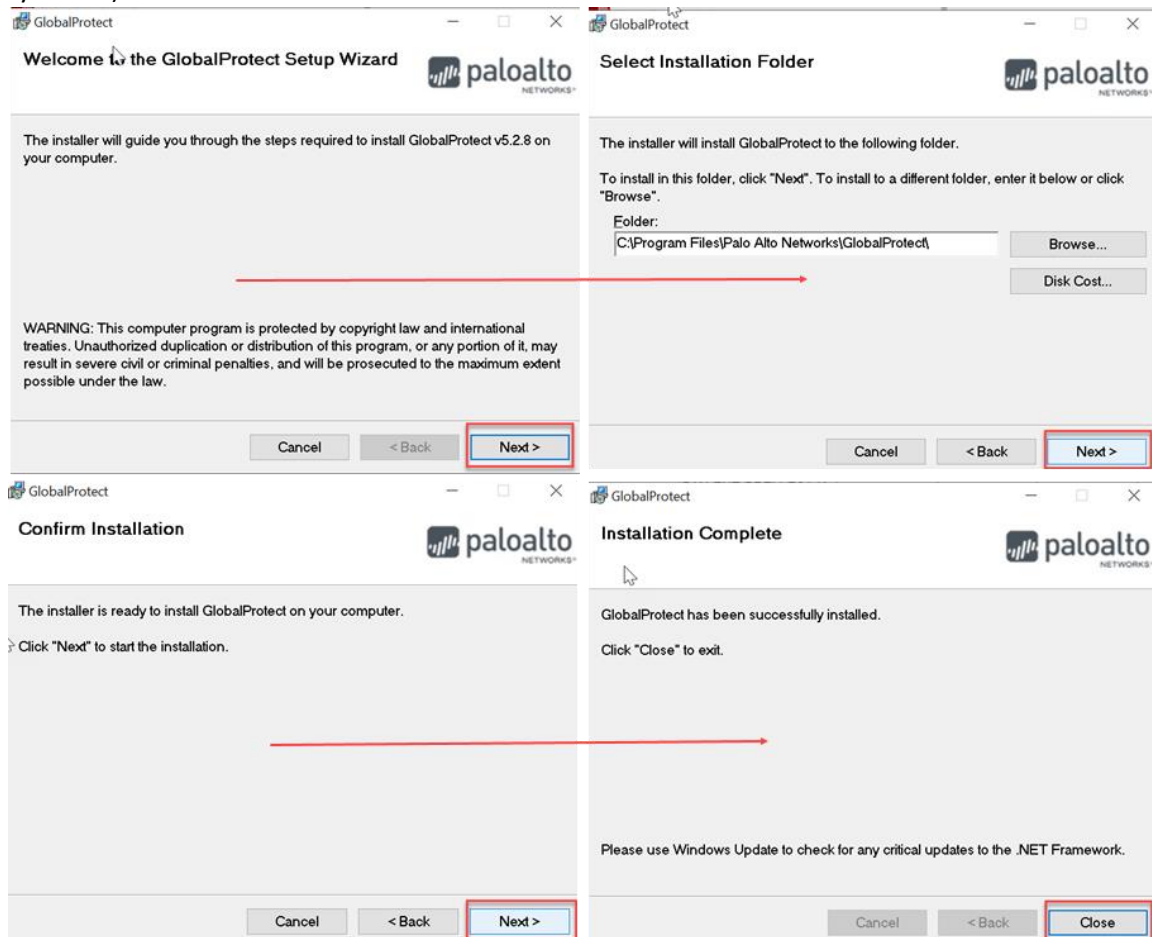 GlobalProtect
Welcome to the GlobalProtect Setup Wizard
paloalto
NETWORKS
The installer will guide you through the steps required to install GlobalProtect v5.2.8 on
your computer.
WARNING: This computer program is protected by copyright law and international
treaties. Unauthorized duplication or distribution of this program, or any portion of it, may
result in severe civil or criminal penalties, and will be prosecuted to the maximum extent
possible under the law.
Cancel
< Back
Next >
GlobalProtect
Select Installation Folder
paloalto
NETWORKS
The installer will install GlobalProtect to the following folder.
To install in this folder, click "Next". To install to a different folder, enter it below or click
"Browse".
Folder:
C:\Program Files\Palo Alto Networks\GlobalProtect\
Browse...
Disk Cost...
Cancel
< Back
Next >
GlobalProtect
Confirm Installation
paloalto
NETWORKS
The installer is ready to install GlobalProtect on your computer.
Click "Next" to start the installation.
Cancel
< Back
Next >
GlobalProtect
Installation Complete
paloalto
NETWORKS
GlobalProtect has been successfully installed.
Click "Close" to exit.
Please use Windows Update to check for any critical updates to the .NET Framework.
Cancel
< Back
Close